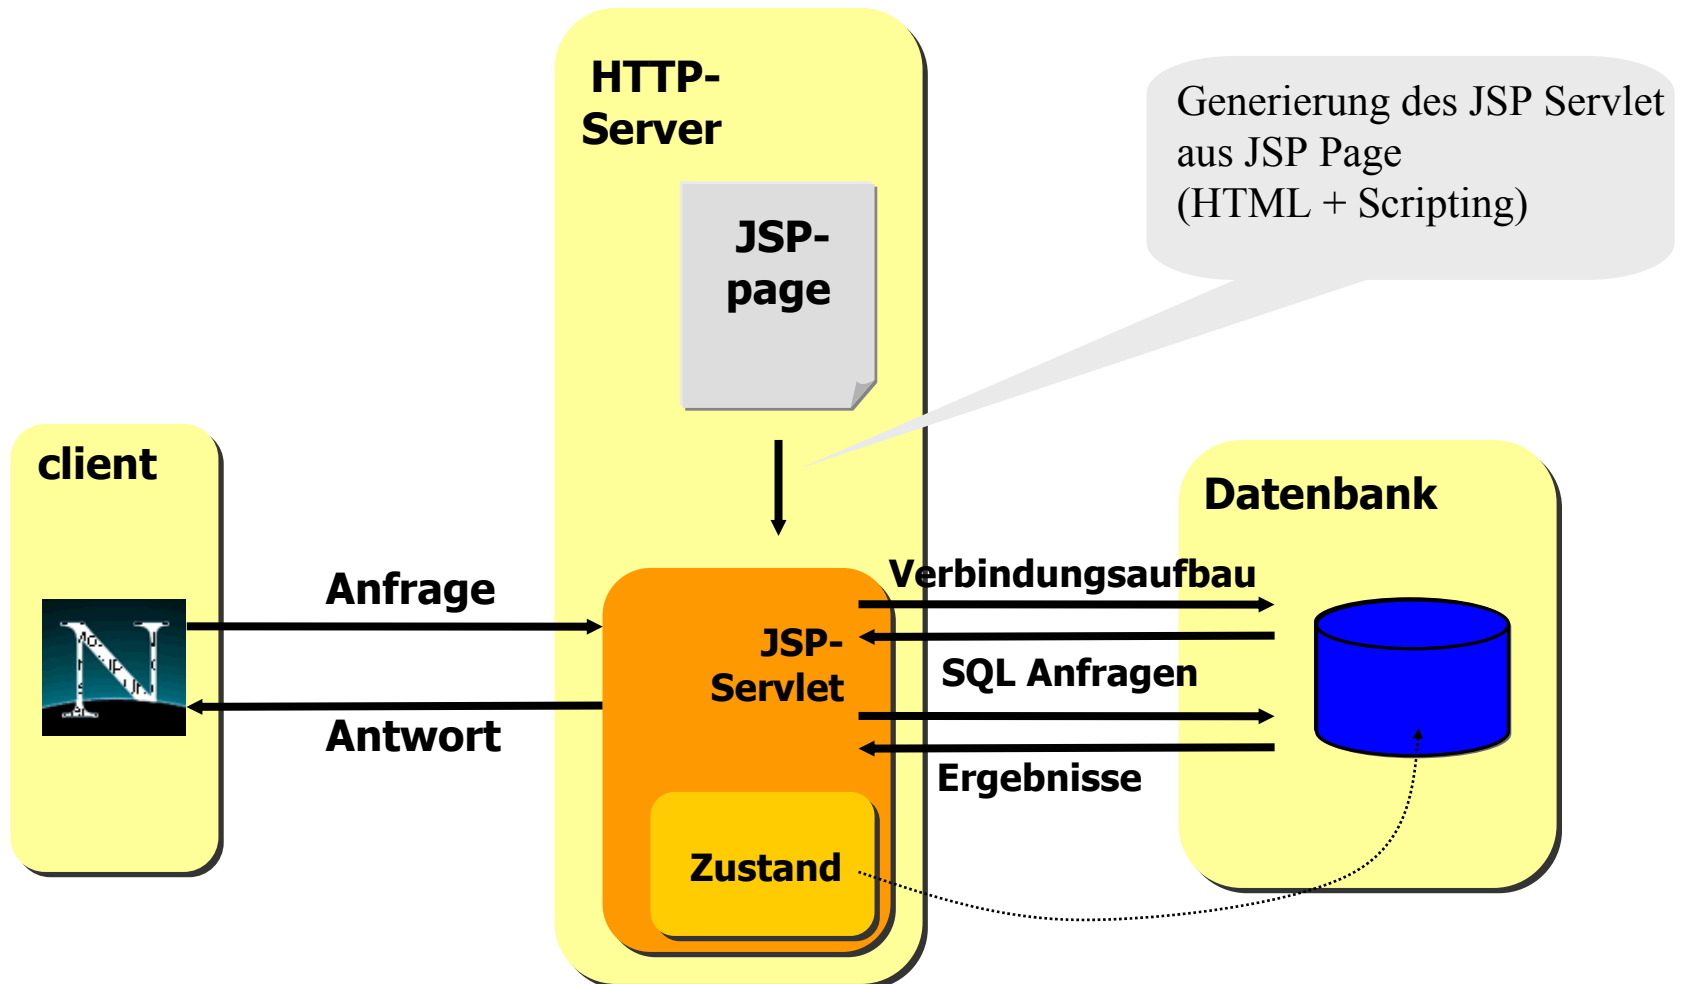 HTTP-
Server
Generierung des JSP Servlet
aus JSP Page
(HTML + Scripting)
JSP-
page
client
Datenbank
Anfrage
Verbindungsaufbau
N
JSP-
Servlet
SQL Anfragen
Antwort
Ergebnisse
Zustand